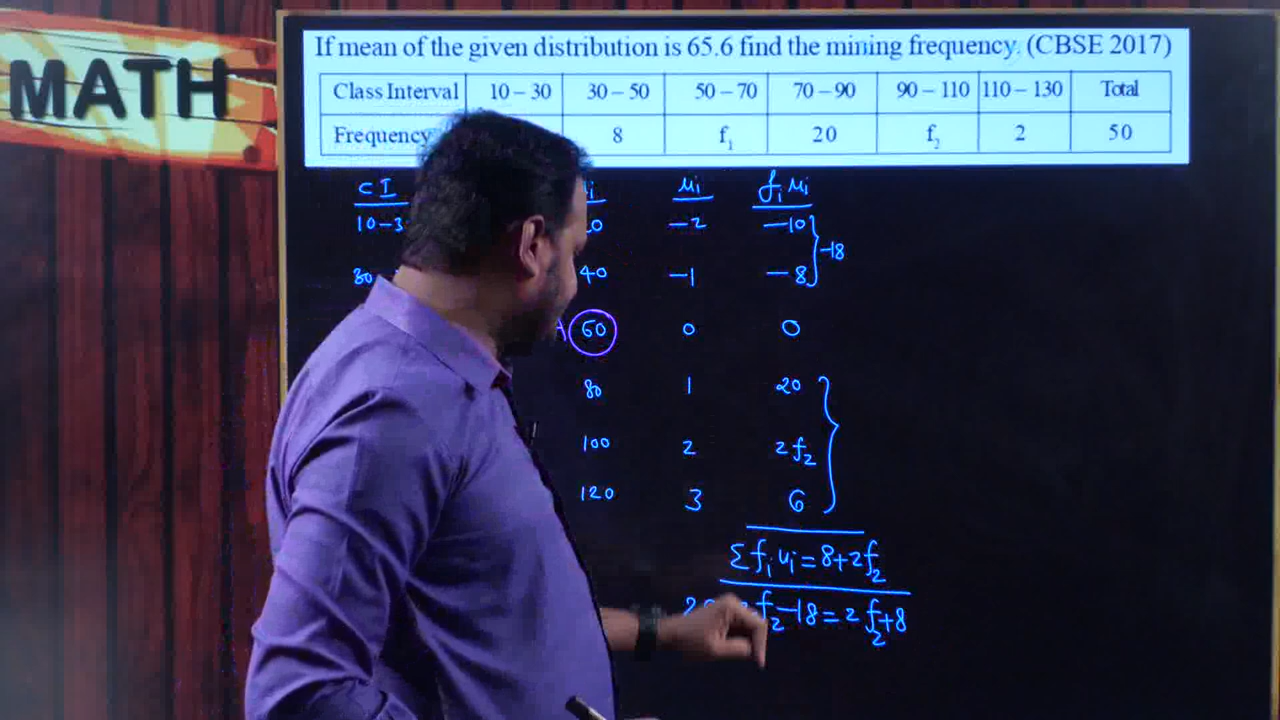 MATH
If mean of the given distribution is 65.6 find the mining frequency. (CBSE 2017)
Class Interval 10 – 30 30 – 50 50 – 70 70 – 90 90 – 110 110 – 130 Total
Frequency 8 f₁ 20 f₂ 2 50
CI ui fiui
10-3 -2 -10
-18
30 40 -1 -8
60 0 0
80 1 20
100 2 2f₂
120 3 6
Σfiui=8+2f₂
f₂-18=2f₂+8